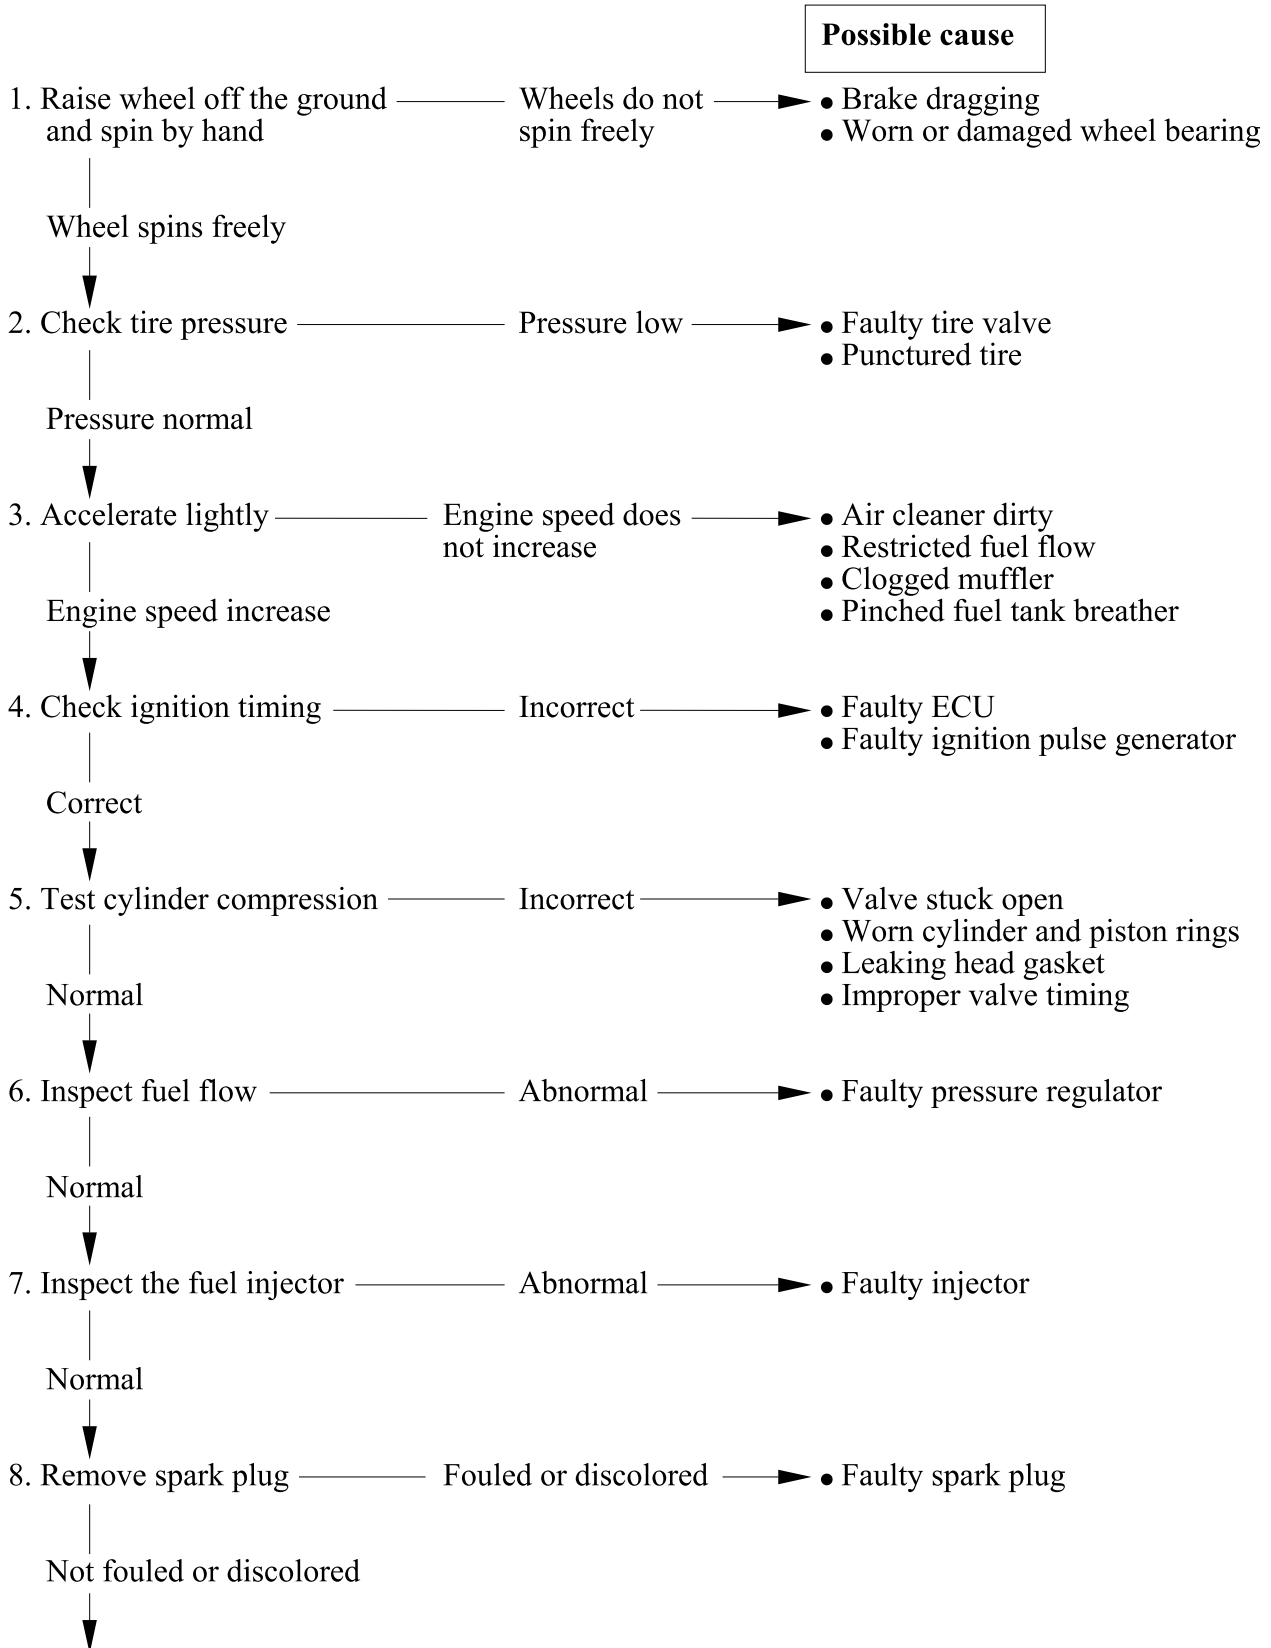 Possible cause
1. Raise wheel off the ground
and spin by hand
Wheels do not
spin freely
● Brake dragging
● Worn or damaged wheel bearing
Wheel spins freely
2. Check tire pressure
Pressure low
● Faulty tire valve
● Punctured tire
Pressure normal
3. Accelerate lightly
Engine speed does
not increase
● Air cleaner dirty
● Restricted fuel flow
● Clogged muffler
● Pinched fuel tank breather
Engine speed increase
4. Check ignition timing
Incorrect
● Faulty ECU
● Faulty ignition pulse generator
Correct
5. Test cylinder compression
Incorrect
● Valve stuck open
● Worn cylinder and piston rings
● Leaking head gasket
● Improper valve timing
Normal
6. Inspect fuel flow
Abnormal
● Faulty pressure regulator
Normal
7. Inspect the fuel injector
Abnormal
● Faulty injector
Normal
8. Remove spark plug
Fouled or discolored
● Faulty spark plug
Not fouled or discolored